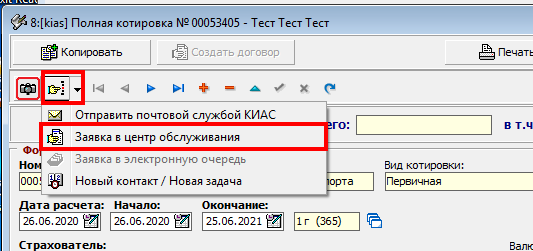 8:[kias] Полная котировка № 00053405 - Тест Тест Тест
Копировать Создать договор Печать
Отправить почтовой службой КИАС
Заявка в центр обслуживания его: в т.ч
Заявка в электронную очередь
Новый контакт / Новая задача
Фо
Ном Вид котировки:
0005 порта Первичная
Дата расчета: Начало: Окончание:
26.06.2020 26.06.2020 25.06.2021 1 г (365)
Страхователь: Валю